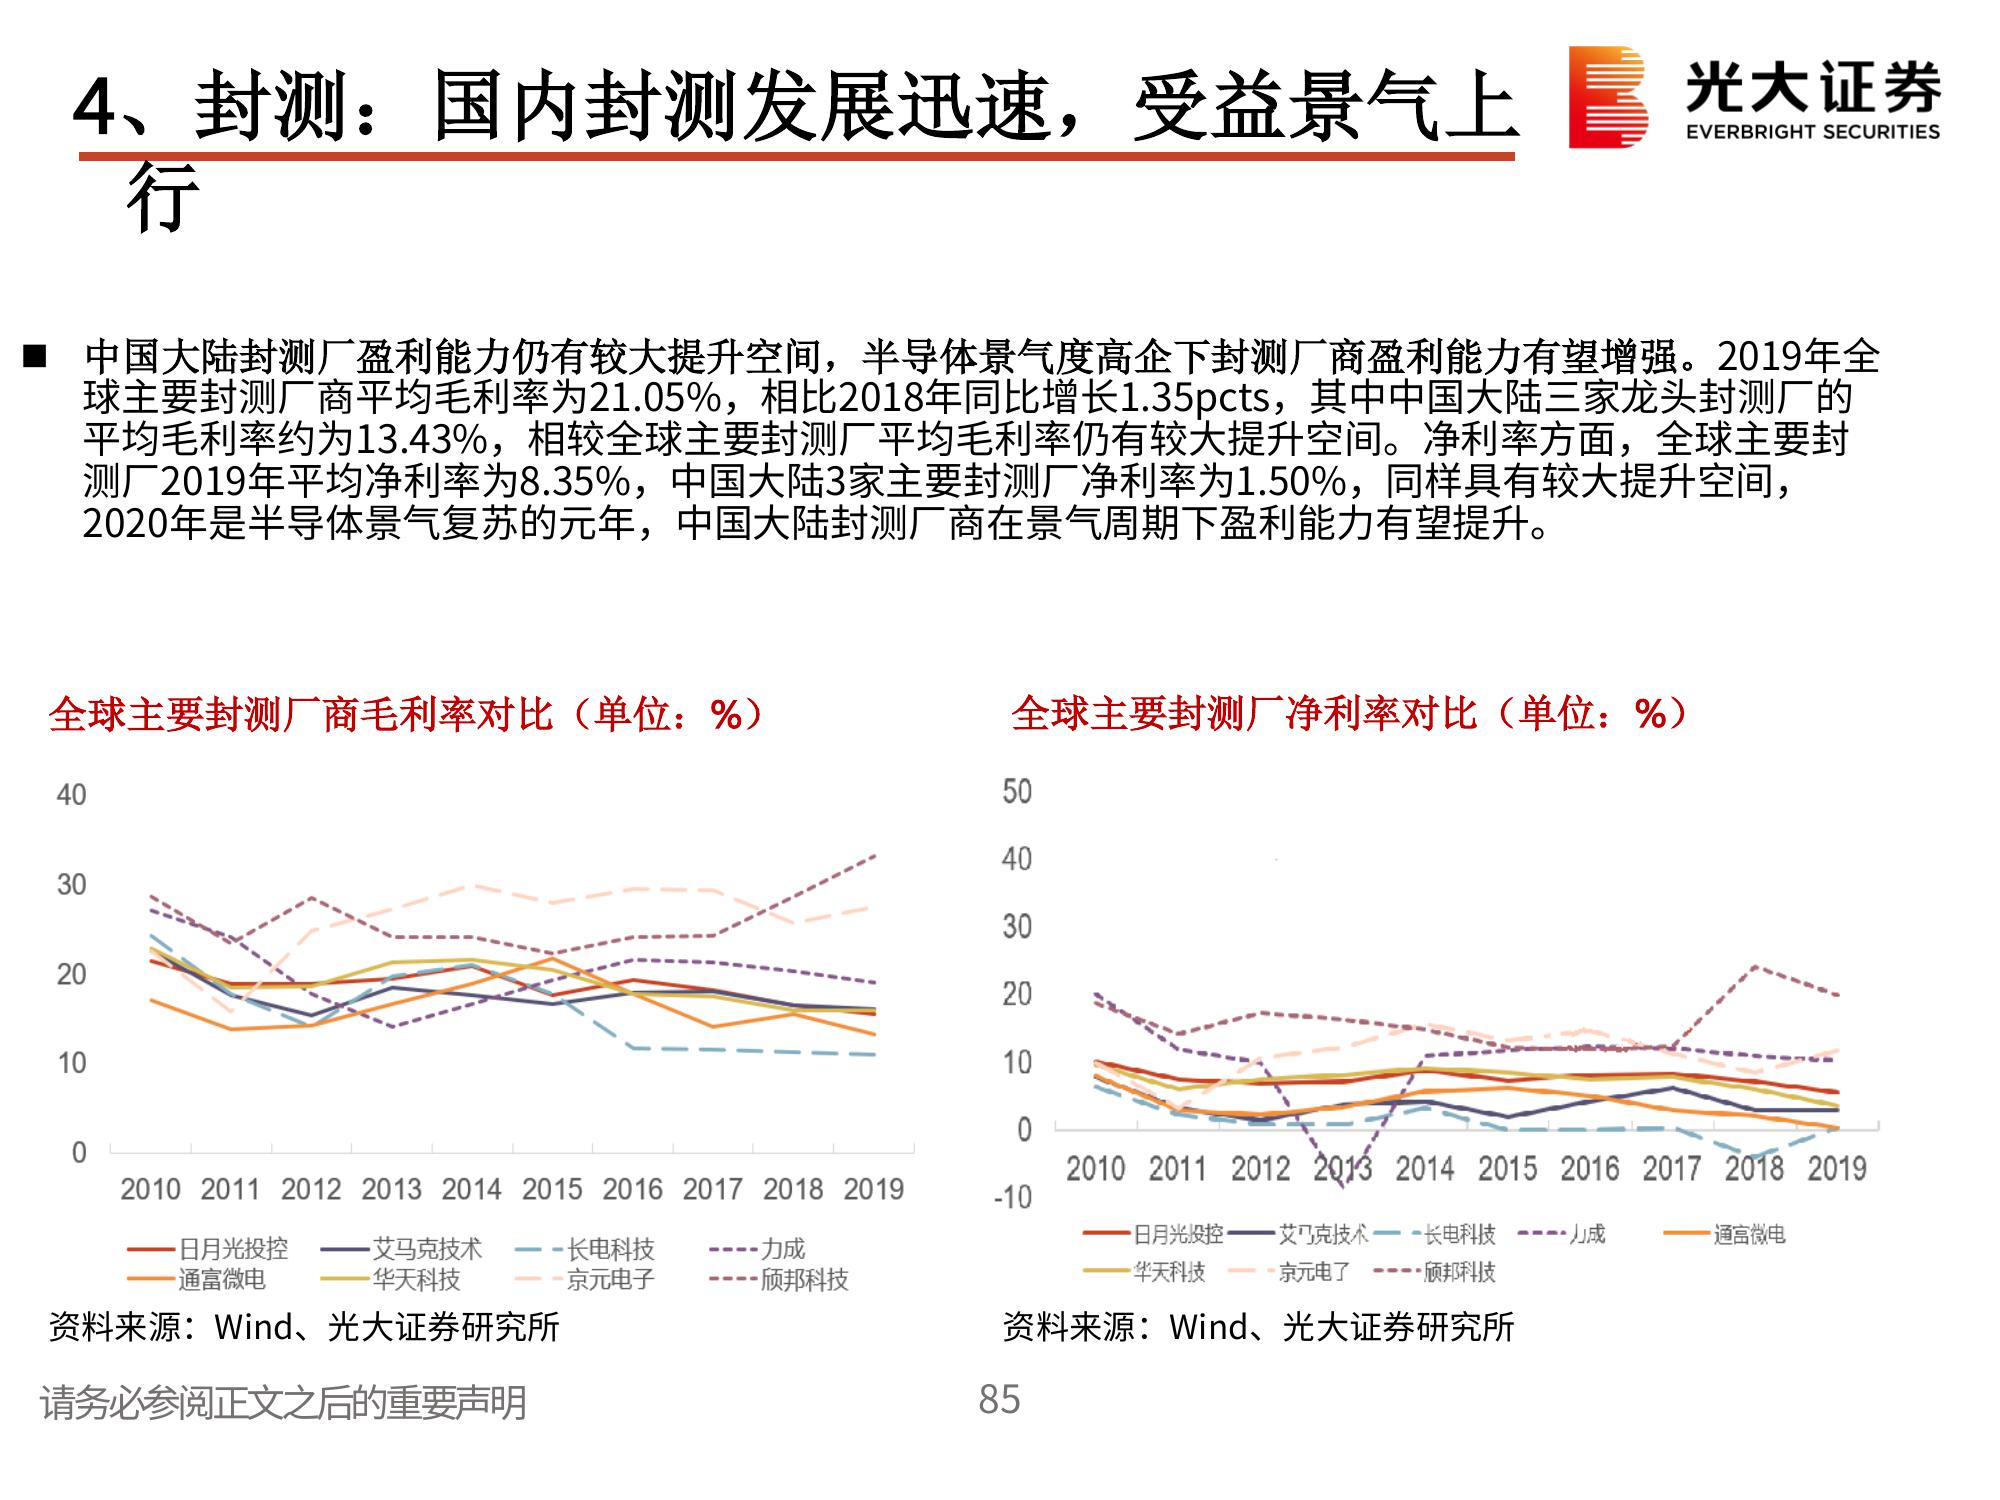 4、封测：国内封测发展迅速，受益景气上
行
光大证券
EVERBRIGHT SECURITIES
■ 中国大陆封测厂盈利能力仍有较大提升空间，半导体景气度高企下封测厂商盈利能力有望增强。2019年全
球主要封测厂商平均毛利率为21.05%，相比2018年同比增长1.35pcts，其中中国大陆三家龙头封测厂的
平均毛利率约为13.43%，相较全球主要封测厂平均毛利率仍有较大提升空间。净利率方面，全球主要封
测厂2019年平均净利率为8.35%，中国大陆3家主要封测厂净利率为1.50%，同样具有较大提升空间，
2020年是半导体景气复苏的元年，中国大陆封测厂商在景气周期下盈利能力有望提升。
全球主要封测厂商毛利率对比（单位：%）
40
30
20
10
0
2010 2011 2012 2013 2014 2015 2016 2017 2018 2019
日月光投控 艾马克技术 长电科技 力成
通富微电 华天科技 京元电子 颀邦科技
资料来源：Wind、光大证券研究所
全球主要封测厂净利率对比（单位：%）
50
40
30
20
10
0
-10
2010 2011 2012 2013 2014 2015 2016 2017 2018 2019
日月光投控 艾马克技术 长电科技 力成 通富微电
华天科技 京元电子 颀邦科技
资料来源：Wind、光大证券研究所
请务必参阅正文之后的重要声明
85